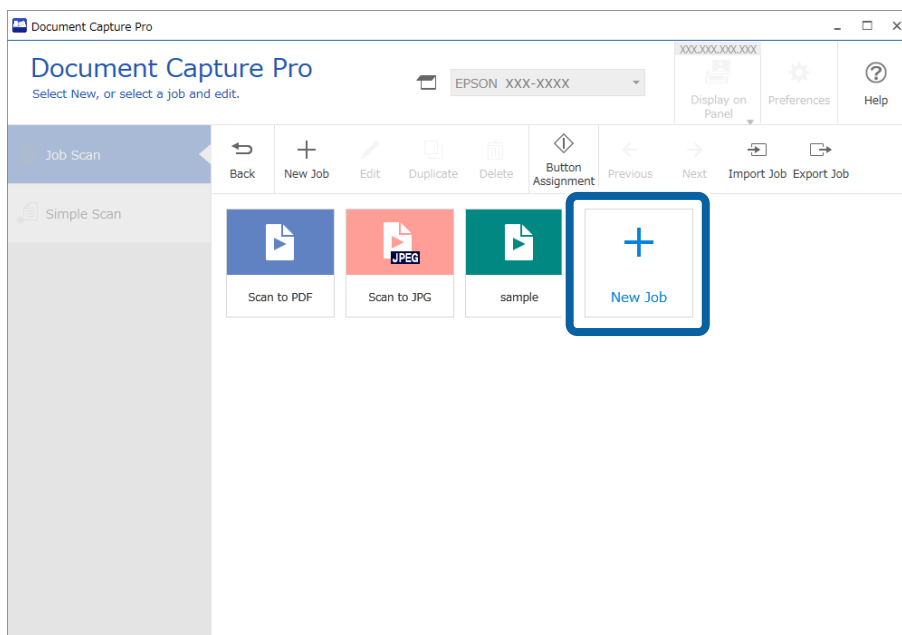 Document Capture Pro
Document Capture Pro
Select New, or select a job and edit.
EPSON XXX-XXXX
XXX.XXX.XXX.XXX
Display on
Panel
Preferences
Help
Job Scan
Simple Scan
Back
New Job
Edit
Duplicate
Delete
Button
Assignment
Previous
Next
Import Job
Export Job
Scan to PDF
JPEG
Scan to JPG
sample
New Job